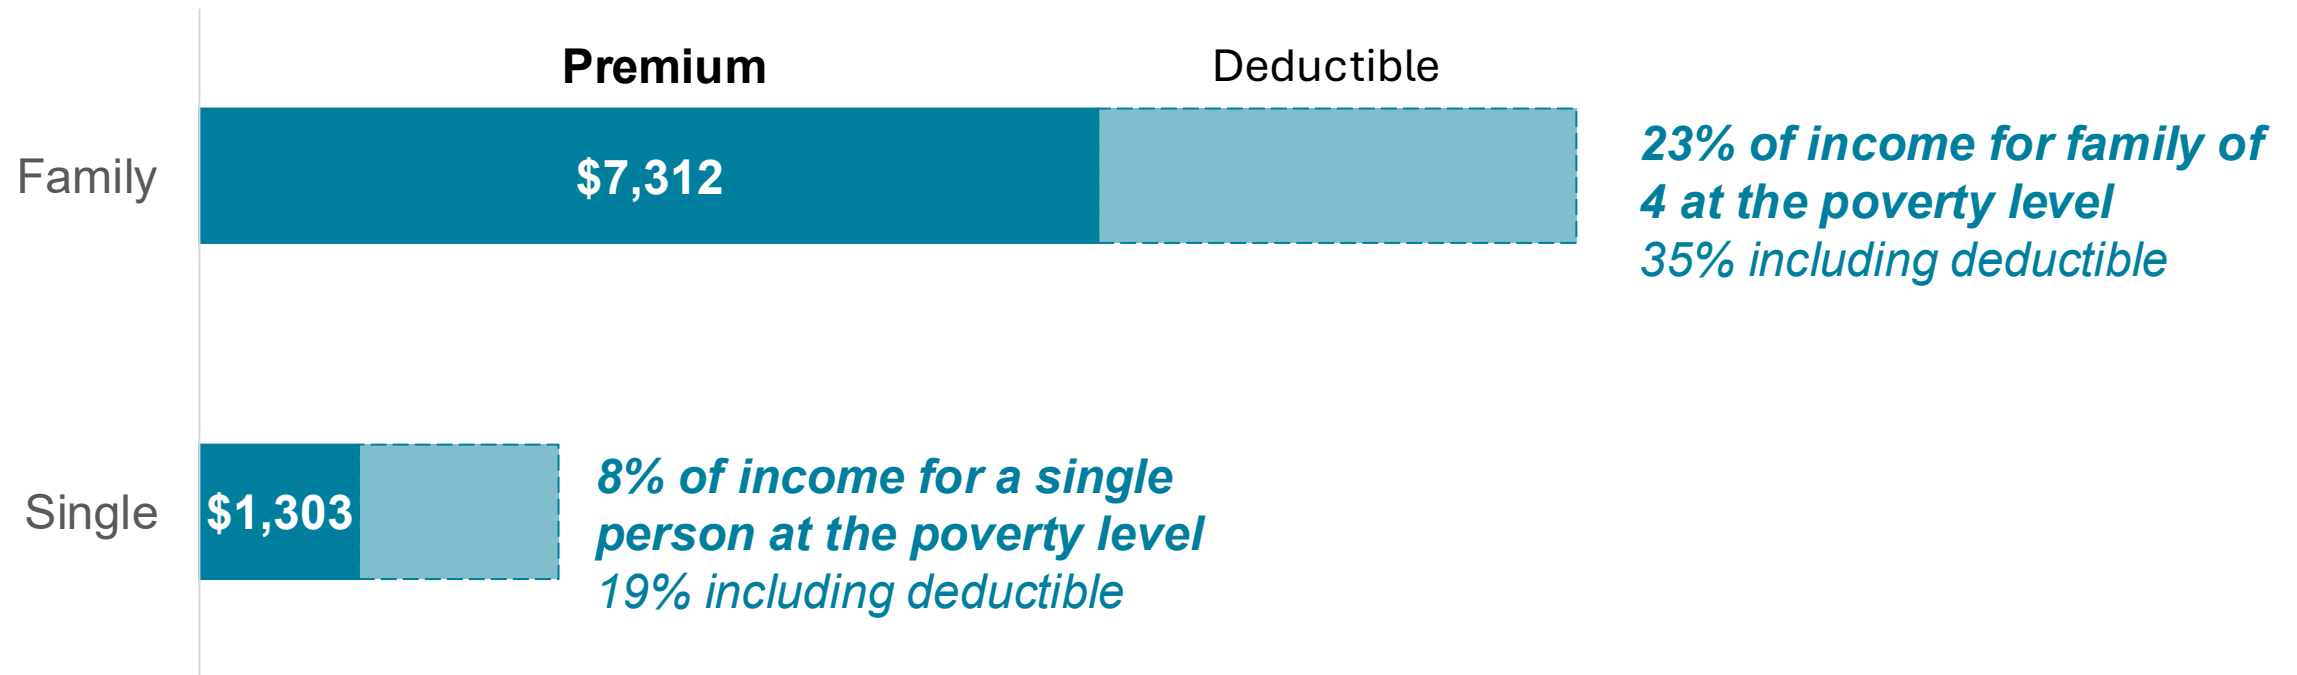 Premium
Deductible
Family
$7,312
23% of income for family of
4 at the poverty level
35% including deductible
Single
$1,303
8% of income for a single
person at the poverty level
19% including deductible